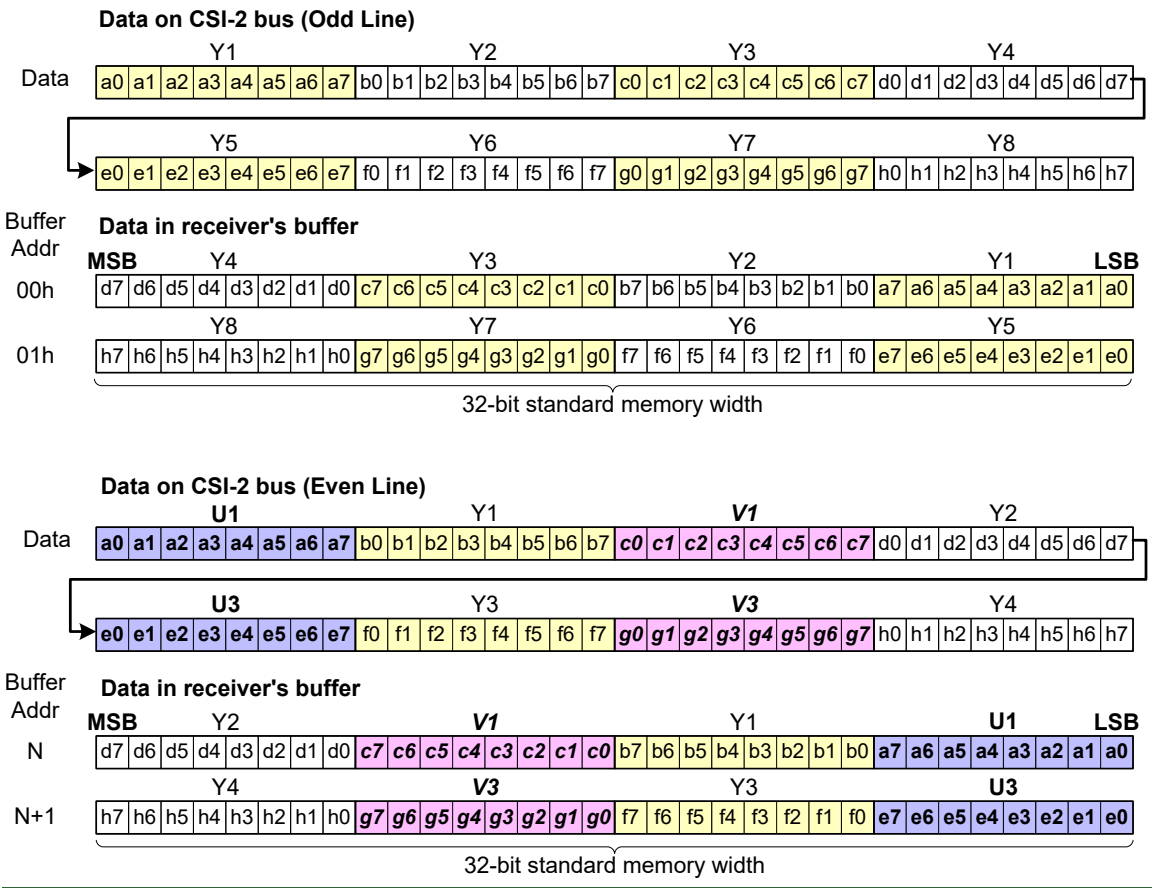 Data on CSI-2 bus (Odd Line)
Y1 Y2 Y3 Y4
Data a0 a1 a2 a3 a4 a5 a6 a7 b0 b1 b2 b3 b4 b5 b6 b7 c0 c1 c2 c3 c4 c5 c6 c7 d0 d1 d2 d3 d4 d5 d6 d7
Y5 Y6 Y7 Y8
e0 e1 e2 e3 e4 e5 e6 e7 f0 f1 f2 f3 f4 f5 f6 f7 g0 g1 g2 g3 g4 g5 g6 g7 h0 h1 h2 h3 h4 h5 h6 h7
Buffer
Addr
Data in receiver's buffer
MSB Y4 Y3 Y2 Y1 LSB
00h d7 d6 d5 d4 d3 d2 d1 d0 c7 c6 c5 c4 c3 c2 c1 c0 b7 b6 b5 b4 b3 b2 b1 b0 a7 a6 a5 a4 a3 a2 a1 a0
Y8 Y7 Y6 Y5
01h h7 h6 h5 h4 h3 h2 h1 h0 g7 g6 g5 g4 g3 g2 g1 g0 f7 f6 f5 f4 f3 f2 f1 f0 e7 e6 e5 e4 e3 e2 e1 e0
32-bit standard memory width
Data on CSI-2 bus (Even Line)
U1 Y1 V1 Y2
Data a0 a1 a2 a3 a4 a5 a6 a7 b0 b1 b2 b3 b4 b5 b6 b7 c0 c1 c2 c3 c4 c5 c6 c7 d0 d1 d2 d3 d4 d5 d6 d7
U3 Y3 V3 Y4
e0 e1 e2 e3 e4 e5 e6 e7 f0 f1 f2 f3 f4 f5 f6 f7 g0 g1 g2 g3 g4 g5 g6 g7 h0 h1 h2 h3 h4 h5 h6 h7
Buffer
Addr
Data in receiver's buffer
MSB Y2 V1 Y1 U1 LSB
N d7 d6 d5 d4 d3 d2 d1 d0 c7 c6 c5 c4 c3 c2 c1 c0 b7 b6 b5 b4 b3 b2 b1 b0 a7 a6 a5 a4 a3 a2 a1 a0
Y4 V3 Y3 U3
N+1 h7 h6 h5 h4 h3 h2 h1 h0 g7 g6 g5 g4 g3 g2 g1 g0 f7 f6 f5 f4 f3 f2 f1 f0 e7 e6 e5 e4 e3 e2 e1 e0
32-bit standard memory width